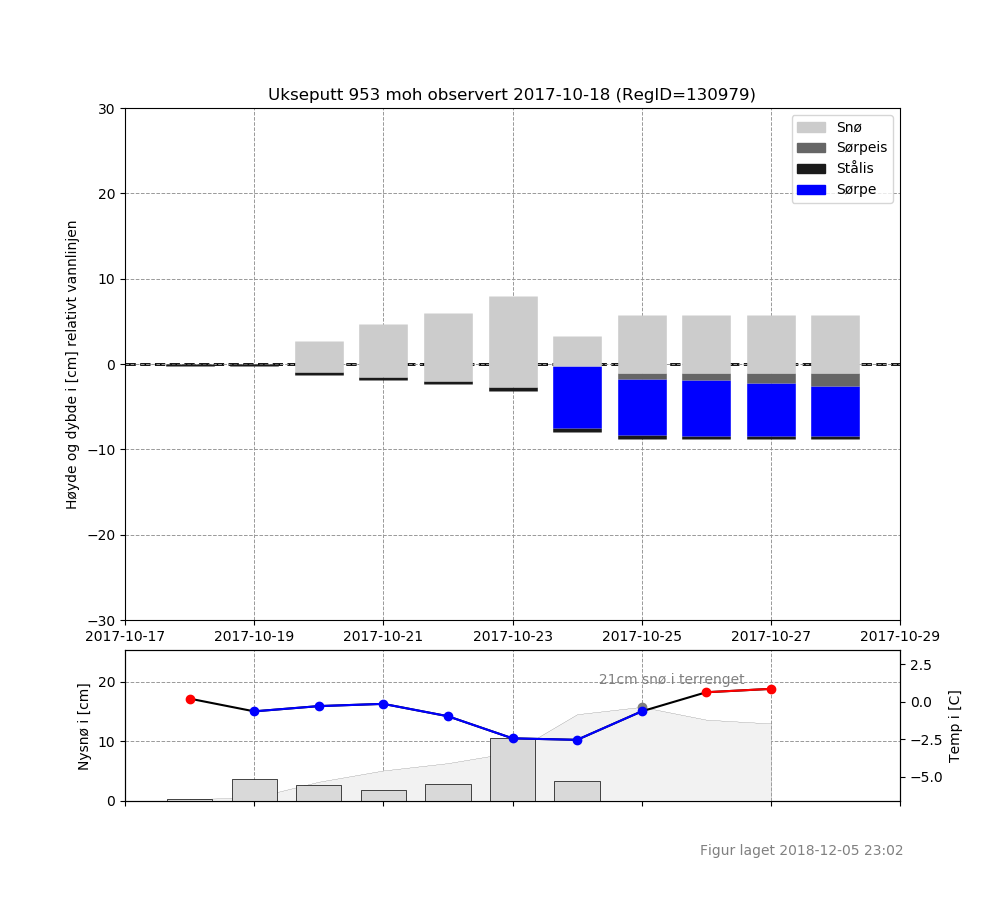 Ukseputt 953 moh observert 2017-10-18 (RegID=130979)
Høyde og dybde i [cm] relativt vannlinjen
30
20
10
0
−10
−20
−30
Snø
Sørpeis
Stålis
Sørpe
2017-10-17 2017-10-19 2017-10-21 2017-10-23 2017-10-25 2017-10-27 2017-10-29
Nysnø i [cm]
20
10
0
21cm snø i terrenget
2.5
0.0
−2.5
−5.0
Temp i [C]
Figur laget 2018-12-05 23:02